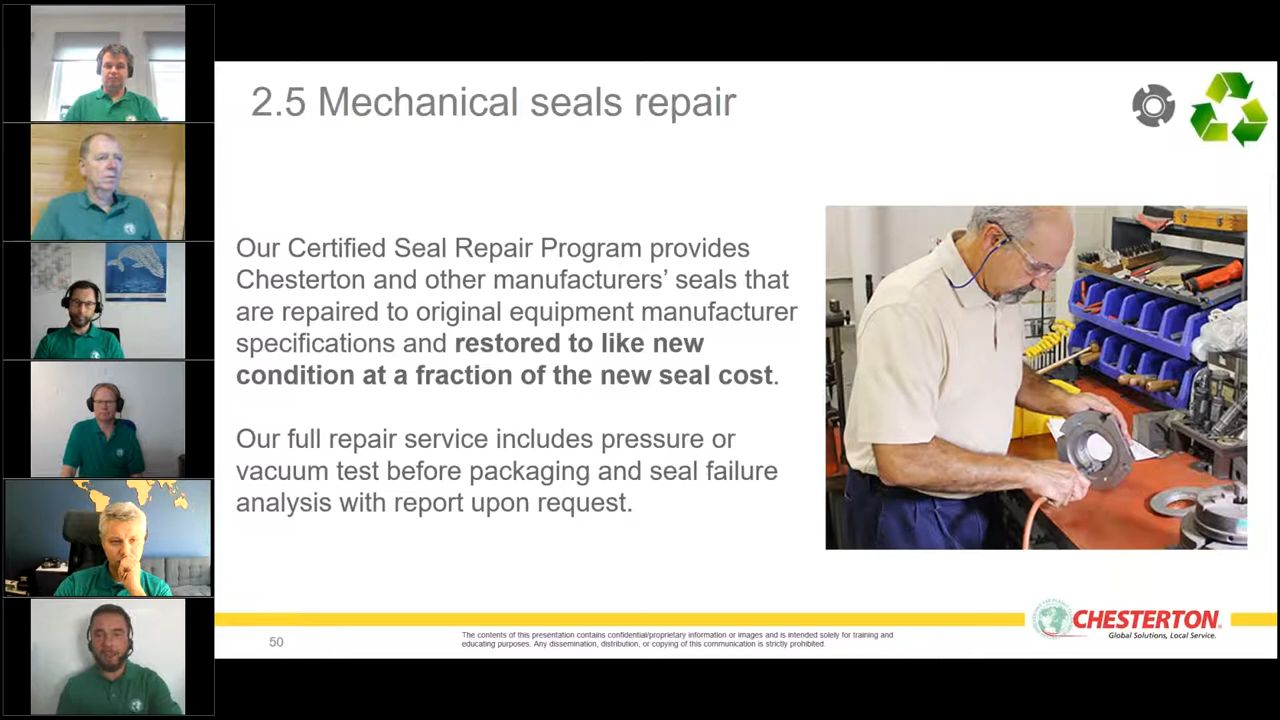 2.5 Mechanical seals repair
Our Certified Seal Repair Program provides
Chesterton and other manufacturers’ seals that
are repaired to original equipment manufacturer
specifications and restored to like new
condition at a fraction of the new seal cost.
Our full repair service includes pressure or
vacuum test before packaging and seal failure
analysis with report upon request.
50
The contents of this presentation contains confidential/proprietary information or images and is intended solely for training and
educating purposes. Any dissemination, distribution, or copying of this communication is strictly prohibited.
CHESTERTON®
Global Solutions, Local Service.